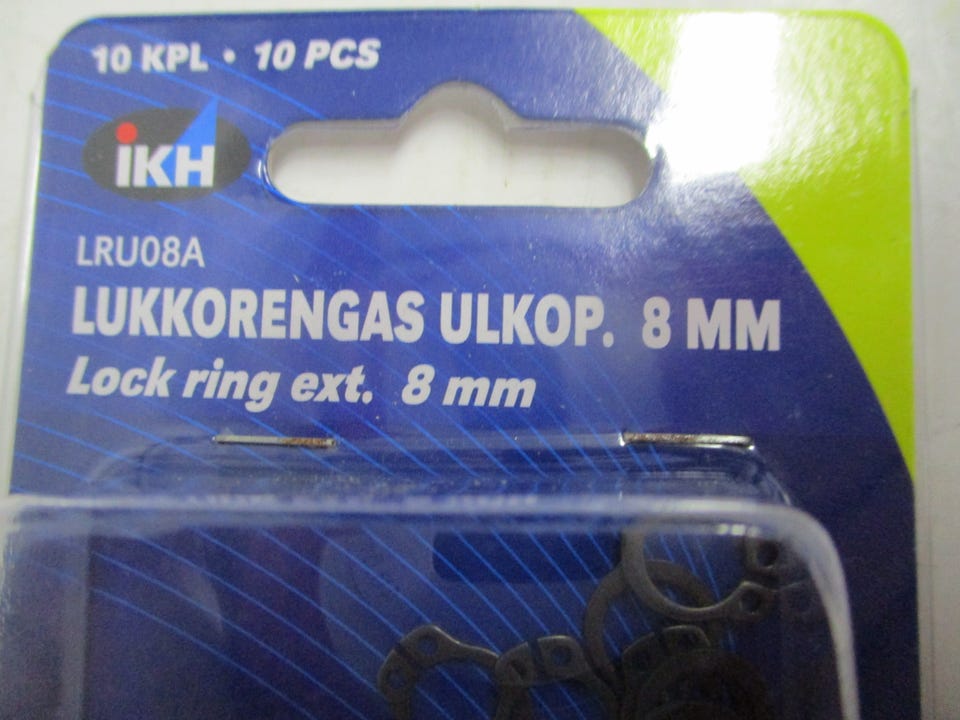 10 KPL • 10 PCS
iKH
LRU08A
LUKKORENGAS ULKOP. 8 MM
Lock ring ext. 8 mm